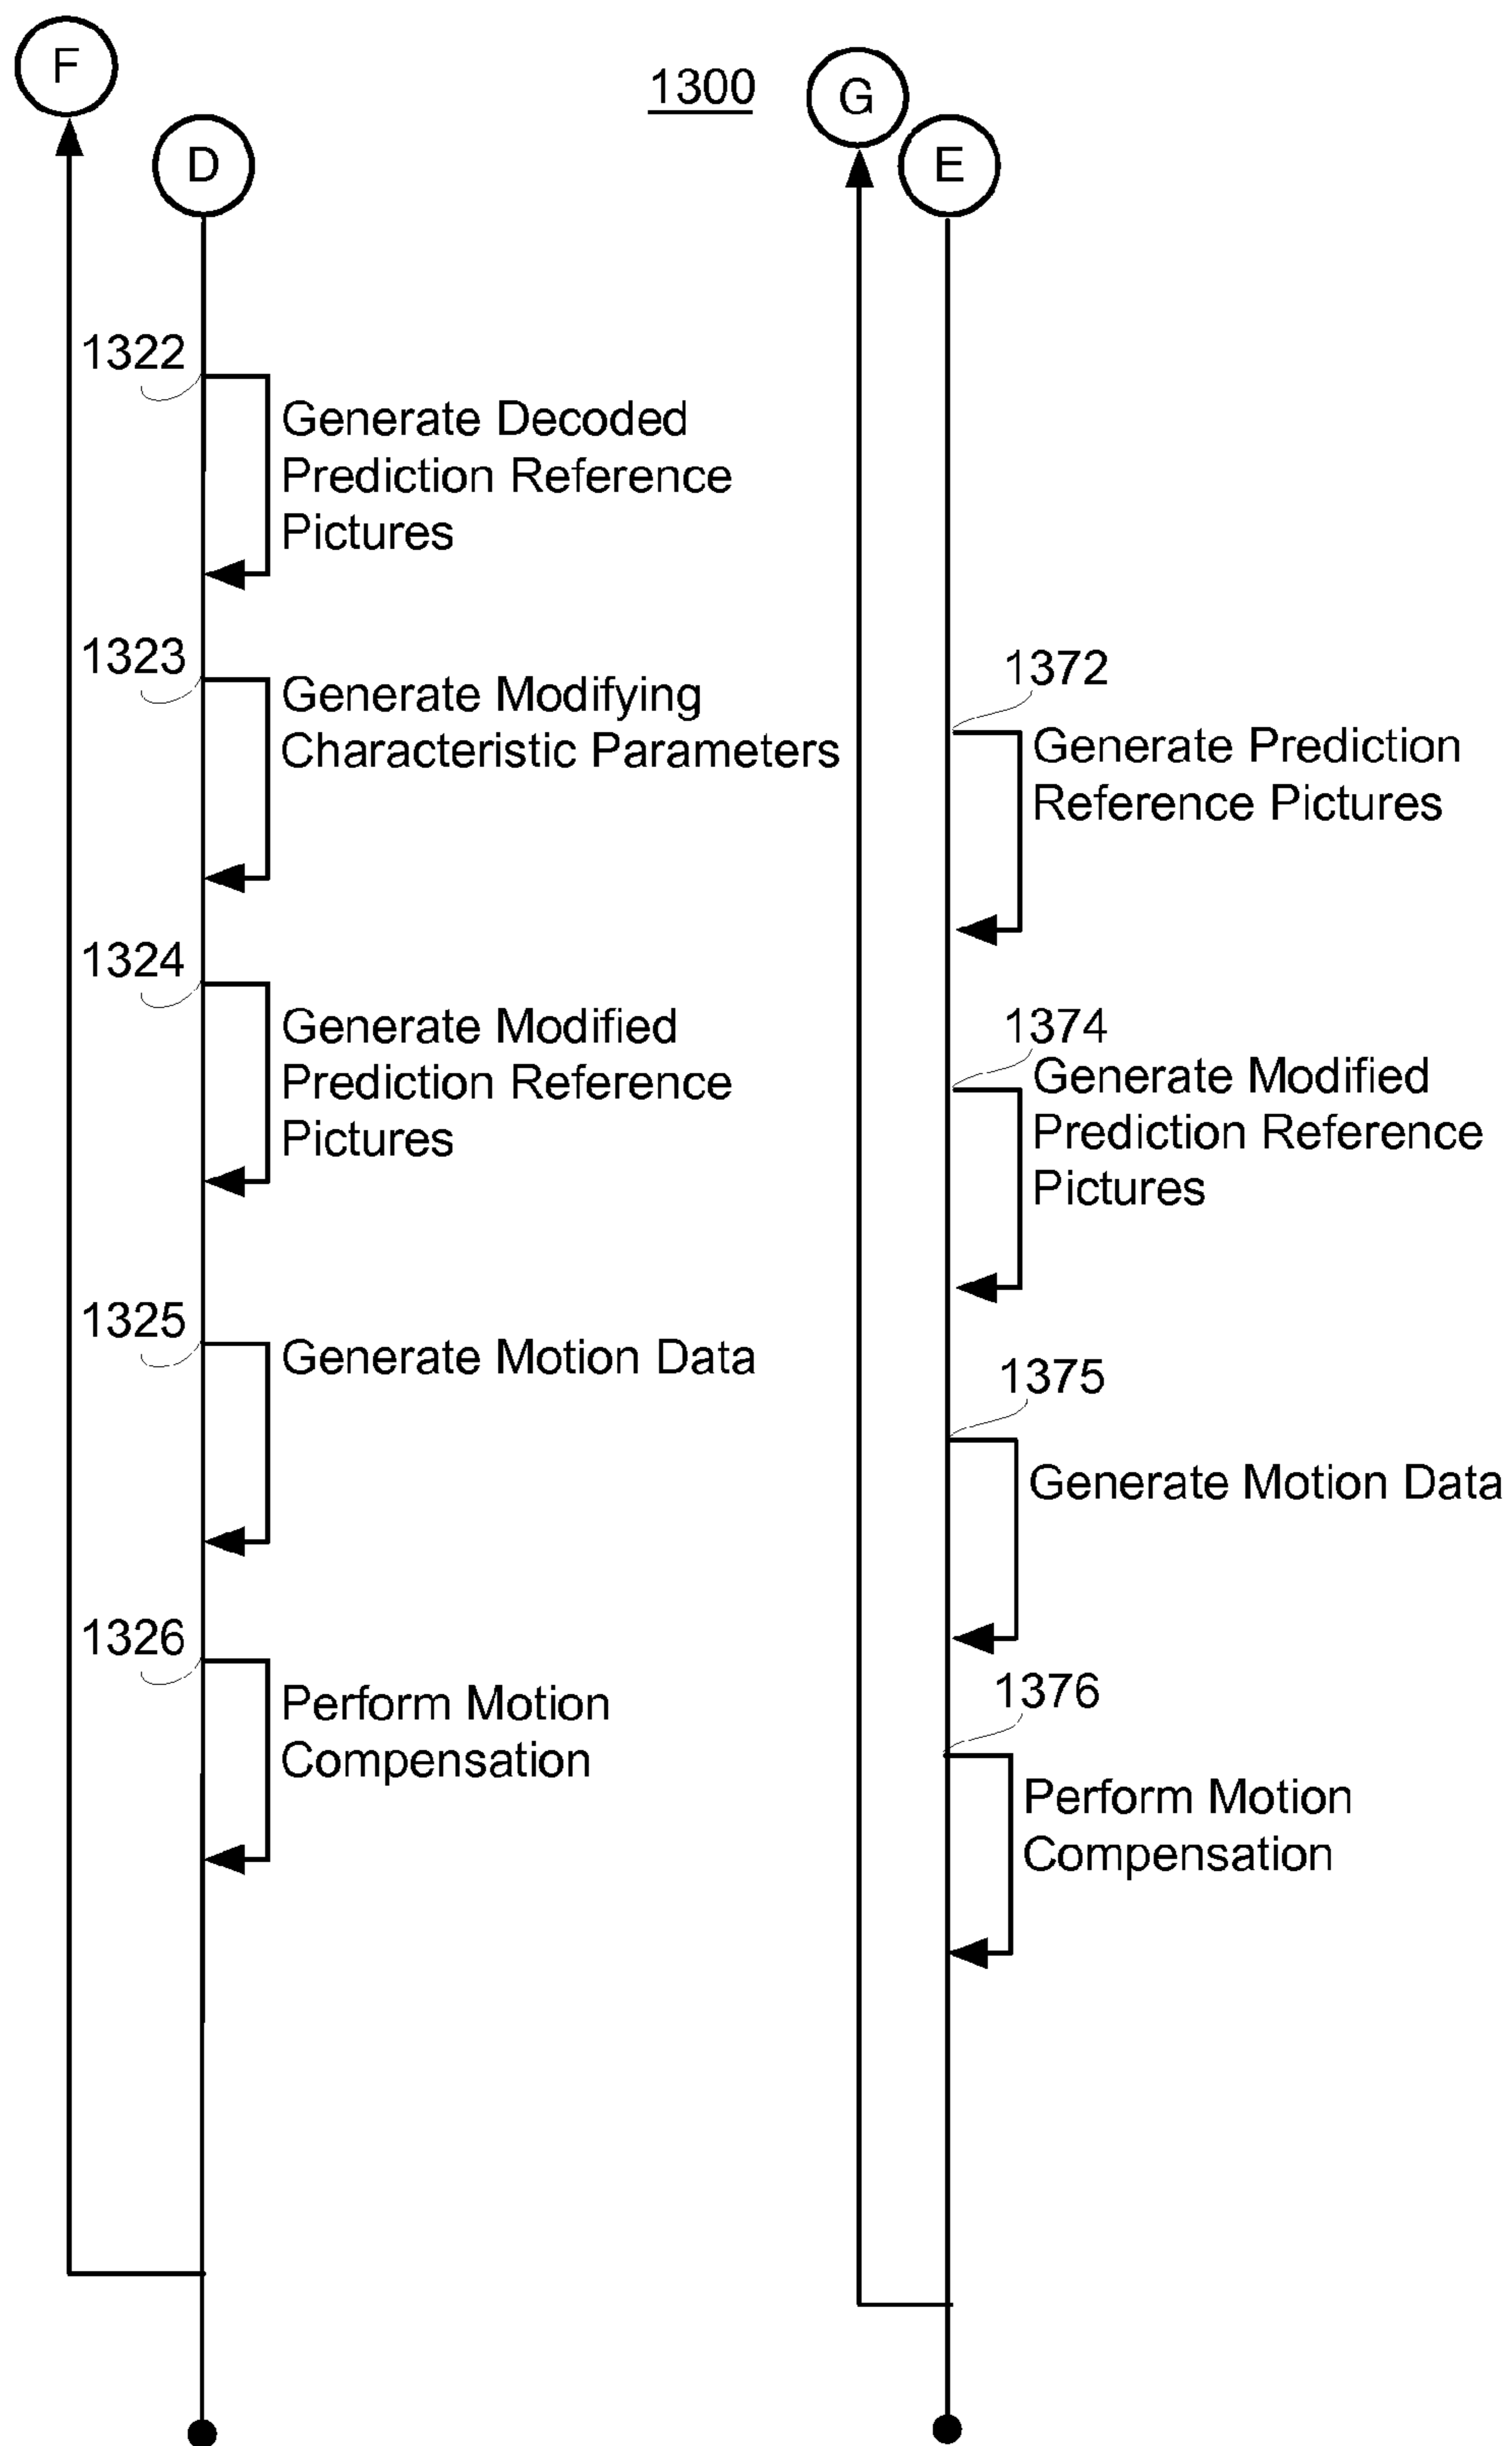 F
1300
G
D
E
1322
Generate Decoded
Prediction Reference
Pictures
1323
Generate Modifying
Characteristic Parameters
1324
Generate Modified
Prediction Reference
Pictures
1325
Generate Motion Data
1326
Perform Motion
Compensation
1372
Generate Prediction
Reference Pictures
1374
Generate Modified
Prediction Reference
Pictures
1375
Generate Motion Data
1376
Perform Motion
Compensation